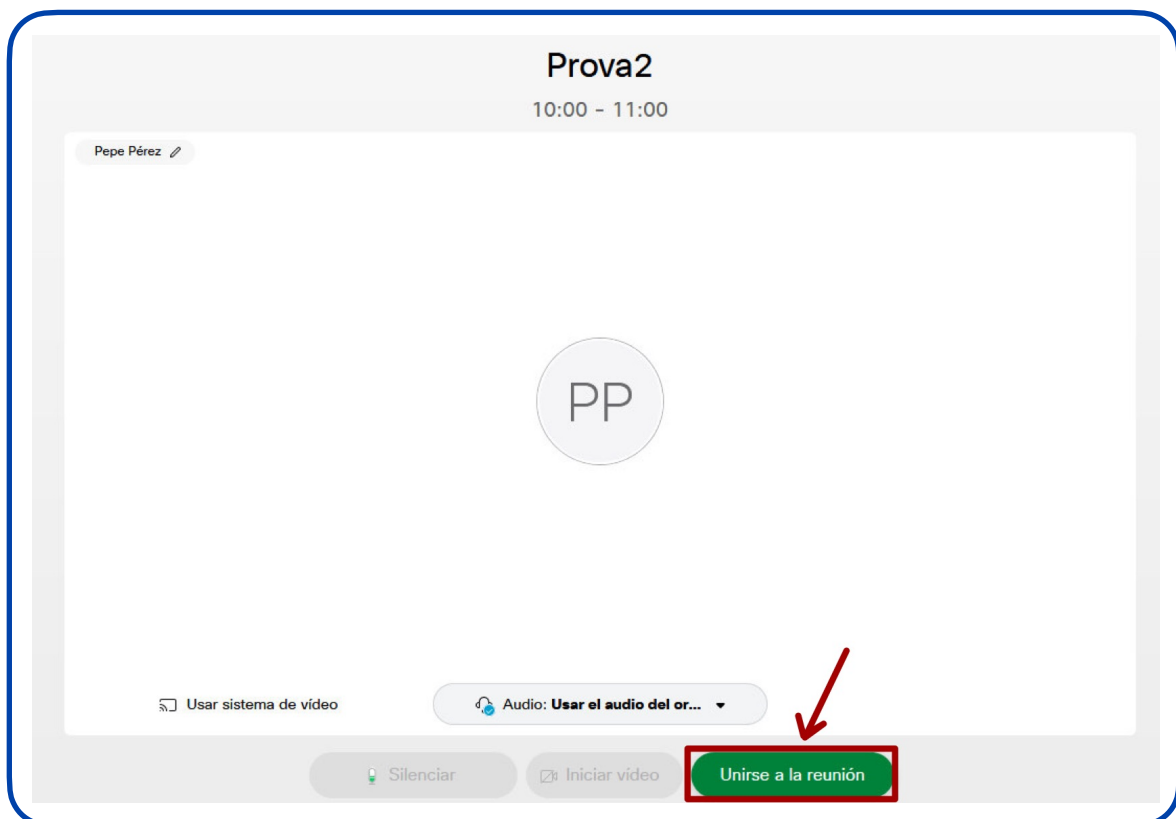 Prova2
10:00 - 11:00
Pepe Pérez
PP
Usar sistema de vídeo
Audio: Usar el audio del or...
Silenciar
Iniciar vídeo
Unirse a la reunión